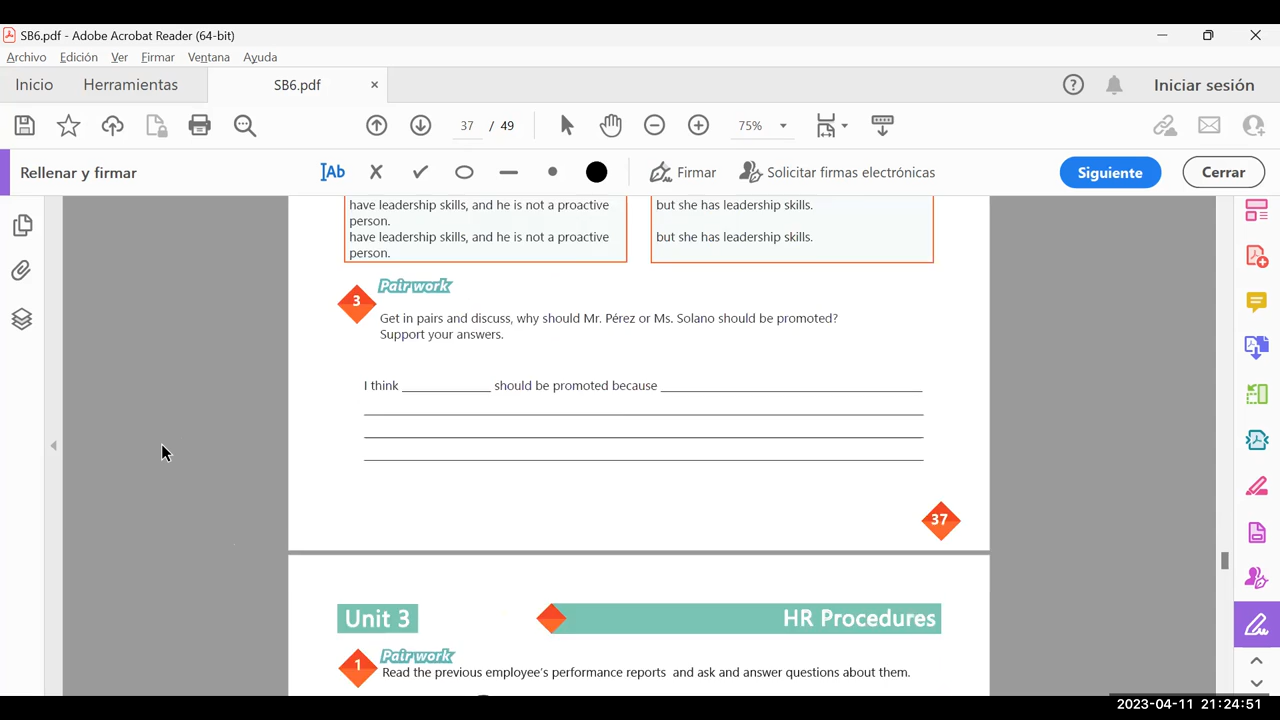 SB6.pdf - Adobe Acrobat Reader (64-bit)
Archivo Edición Ver Firmar Ventana Ayuda
Inicio Herramientas SB6.pdf Iniciar sesión
37 / 49 75%
Rellenar y firmar Firmar Solicitar firmas electrónicas Siguiente Cerrar
have leadership skills, and he is not a proactive
person.
have leadership skills, and he is not a proactive
person.
but she has leadership skills.
but she has leadership skills.
Pair work
3
Get in pairs and discuss, why should Mr. Pérez or Ms. Solano should be promoted?
Support your answers.
I think ______________ should be promoted because ________________________________________
37
Unit 3 HR Procedures
Pair work
1
Read the previous employee's performance reports and ask and answer questions about them.
2023-04-11 21:24:51